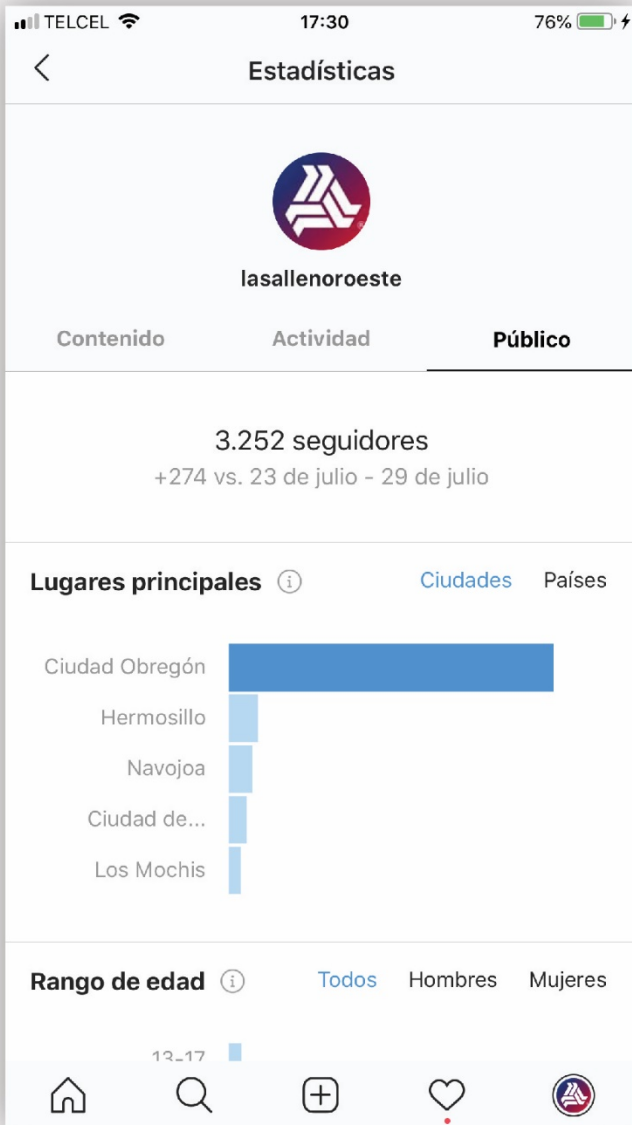 TELCEL 17:30 76%
Estadísticas
lasallenoroeste
Contenido Actividad Público
3.252 seguidores
+274 vs. 23 de julio - 29 de julio
Lugares principales Ciudades Países
Ciudad Obregón
Hermosillo
Navojoa
Ciudad de...
Los Mochis
Rango de edad Todos Hombres Mujeres
13-17